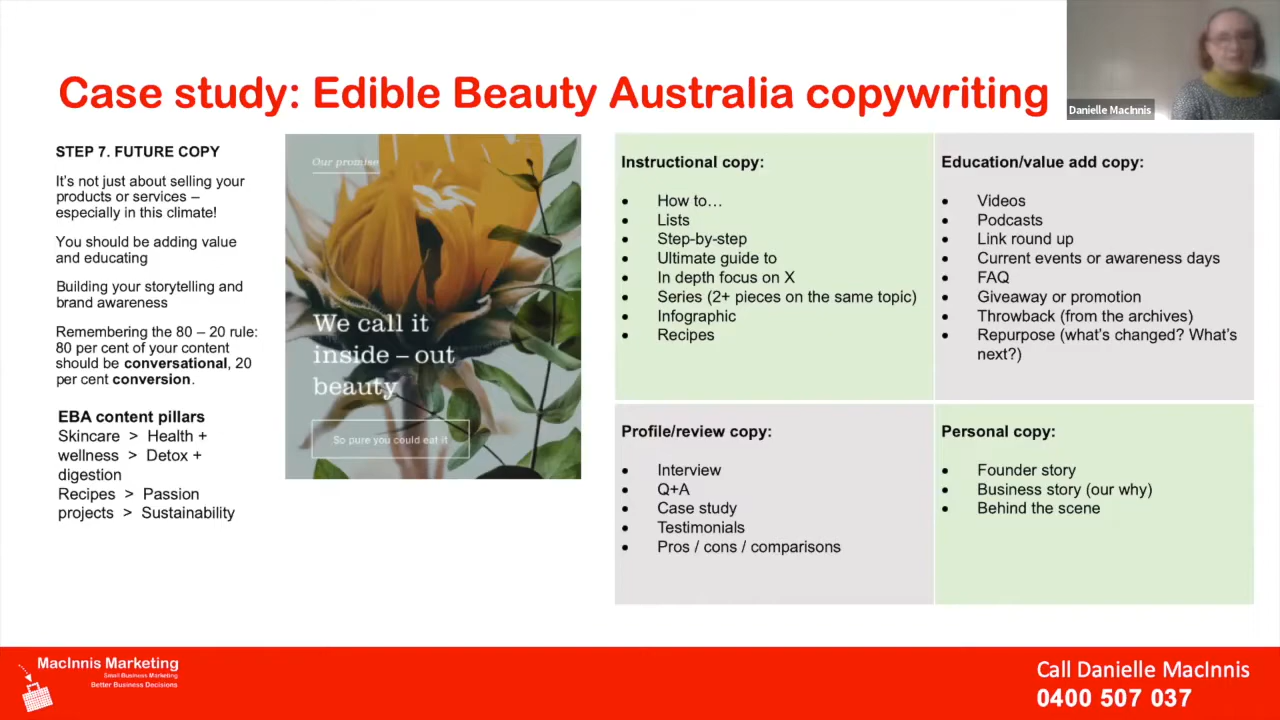 Case study: Edible Beauty Australia copywriting
Danielle MacInnis
STEP 7. FUTURE COPY
It's not just about selling your
products or services –
especially in this climate!
You should be adding value
and educating
Building your storytelling and
brand awareness
Remembering the 80 – 20 rule:
80 per cent of your content
should be conversational, 20
per cent conversion.
EBA content pillars
Skincare > Health +
wellness > Detox +
digestion
Recipes > Passion
projects > Sustainability
Our promise
We call it
inside – out
beauty
So pure you could eat it
Instructional copy:
• How to…
• Lists
• Step-by-step
• Ultimate guide to
• In depth focus on X
• Series (2+ pieces on the same topic)
• Infographic
• Recipes
Education/value add copy:
• Videos
• Podcasts
• Link round up
• Current events or awareness days
• FAQ
• Giveaway or promotion
• Throwback (from the archives)
• Repurpose (what's changed? What's
next?)
Profile/review copy:
• Interview
• Q+A
• Case study
• Testimonials
• Pros / cons / comparisons
Personal copy:
• Founder story
• Business story (our why)
• Behind the scene
MacInnis Marketing
Small Business Marketing
Better Business Decisions
Call Danielle MacInnis
0400 507 037